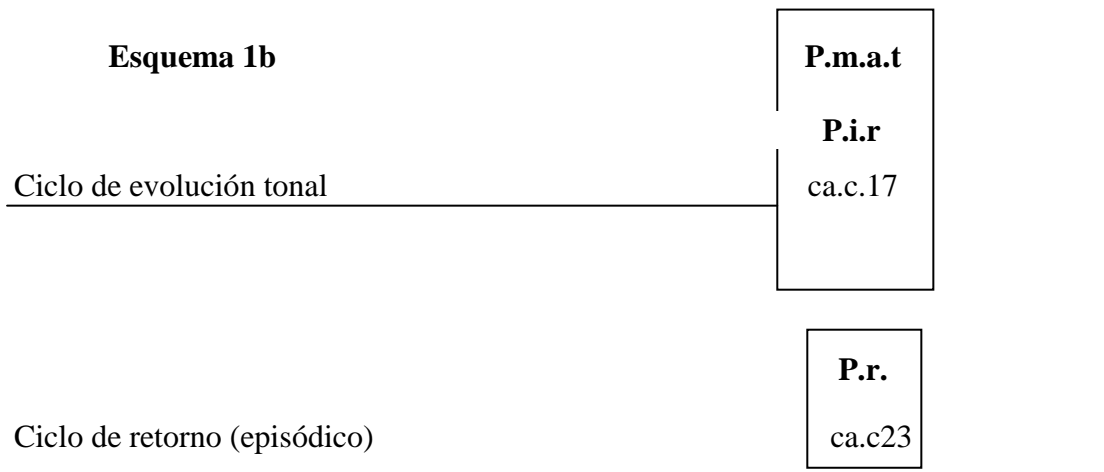 Esquema 1b
P.m.a.t
P.i.r
Ciclo de evolución tonal
ca.c.17
P.r.
Ciclo de retorno (episódico)
ca.c23